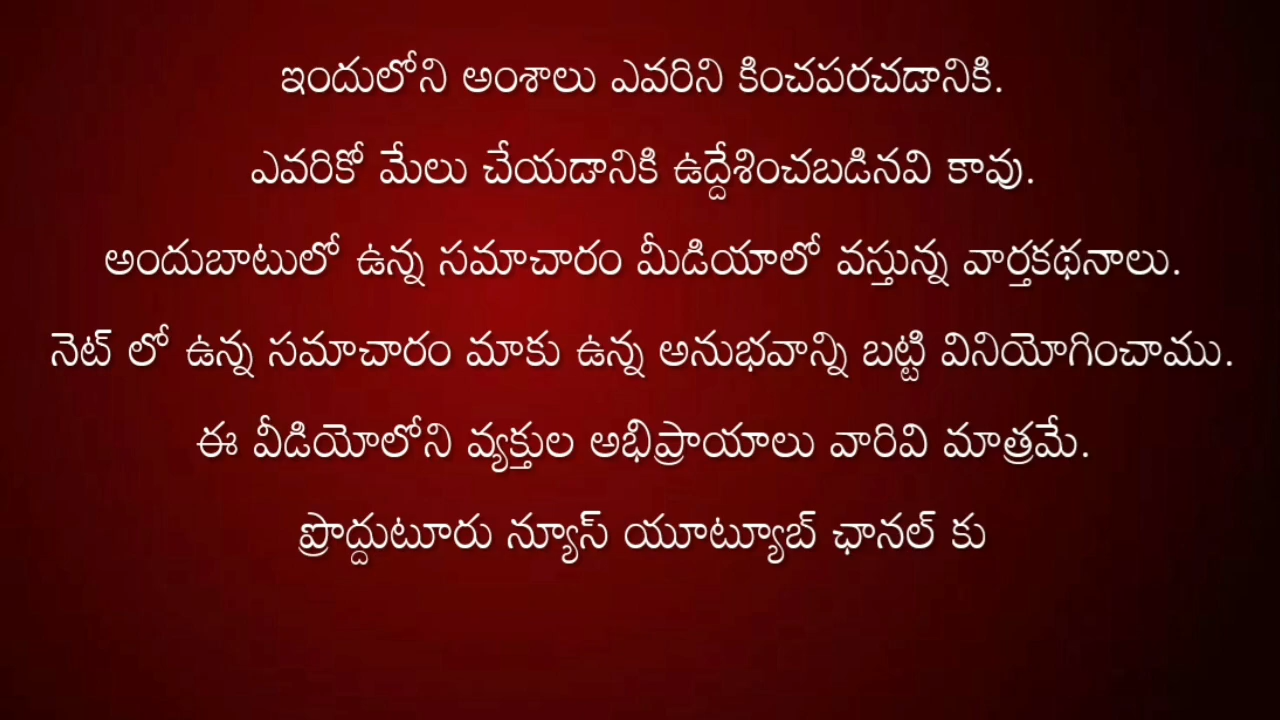 ఇందులోని అంశాలు ఎవరిని కించపరచడానికి.
ఎవరికో మేలు చేయడానికి ఉద్దేశించబడినవి కావు.
అందుబాటులో ఉన్న సమాచారం మీడియాలో వస్తున్న వార్తకథనాలు.
నెట్ లో ఉన్న సమాచారం మాకు ఉన్న అనుభవాన్ని బట్టి వినియోగించాము.
ఈ వీడియోలోని వ్యక్తుల అభిప్రాయాలు వారివి మాత్రమే.
ప్రొద్దుటూరు న్యూస్ యూట్యూబ్ ఛానల్ కు